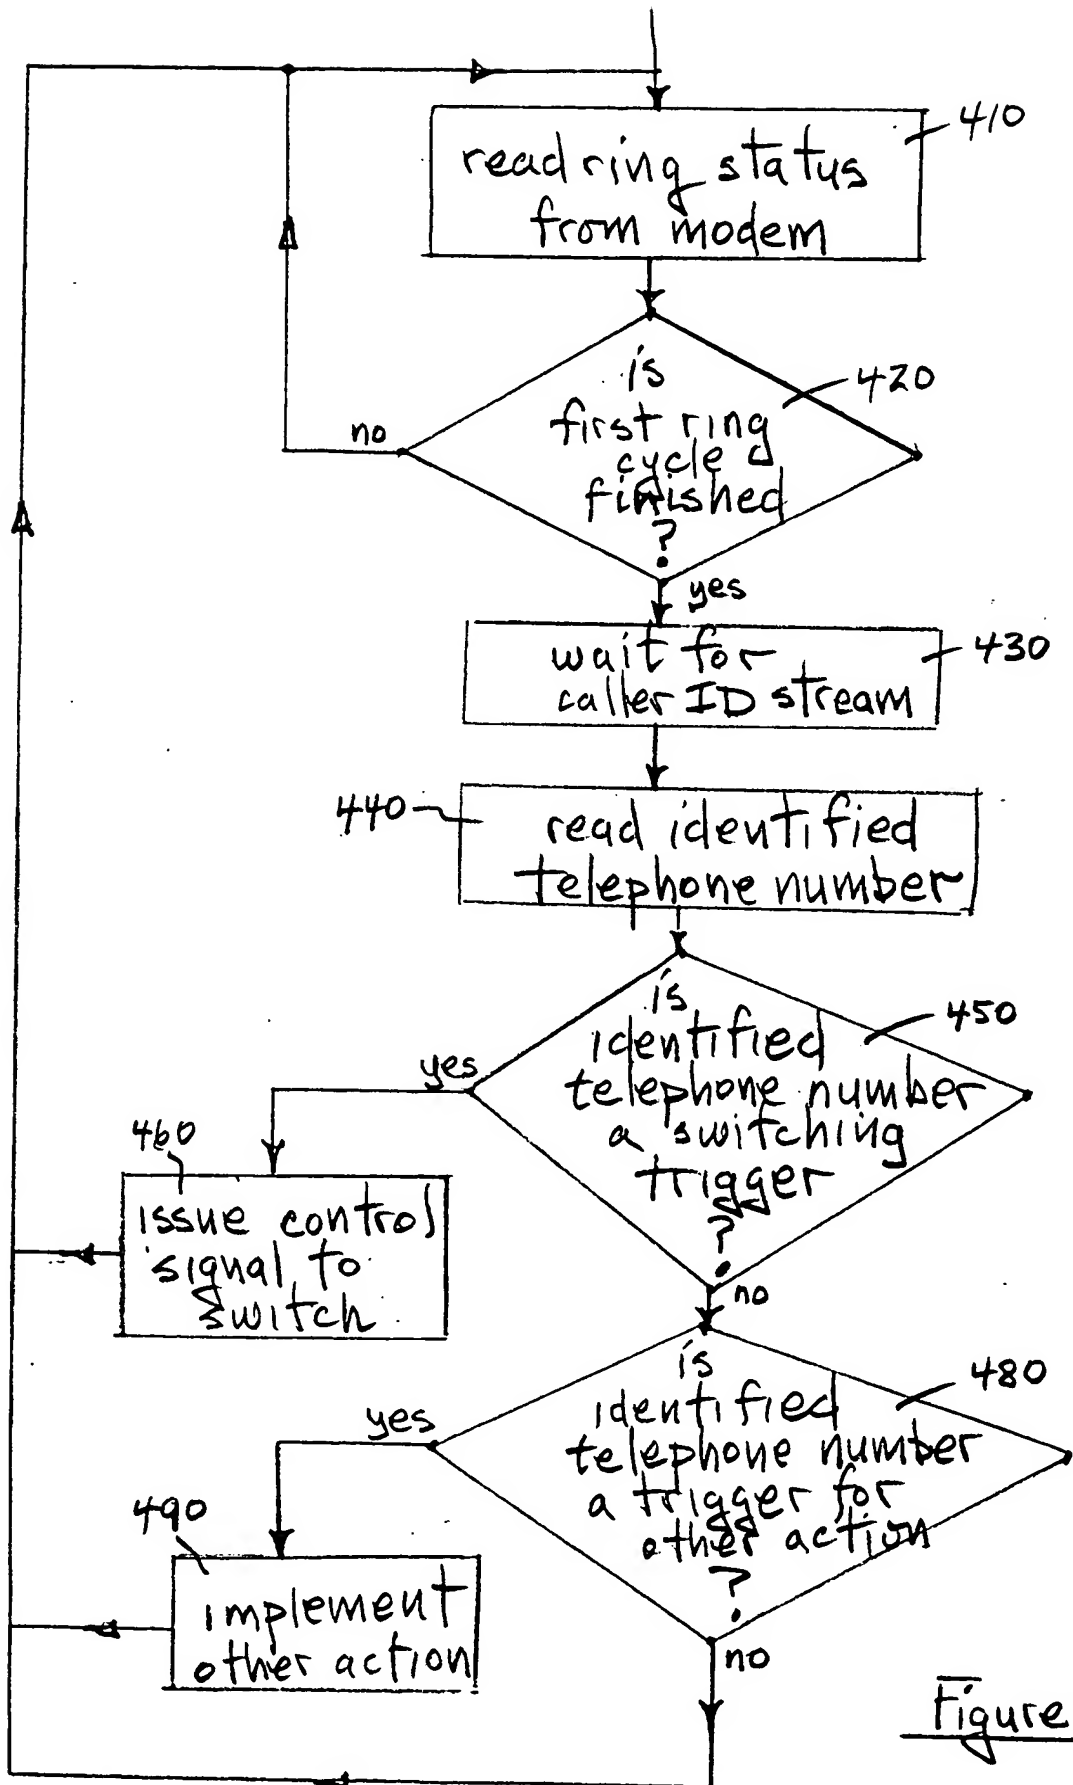 410
read ring status
from modem
is
first ring
cycle
finished
?
420
no
yes
wait for
caller ID stream
430
440
read identified
telephone number
is
identified
telephone number
a switching
trigger
?
450
yes
no
460
issue control
signal to
switch
is
identified
telephone number
a trigger for
other action
?
480
yes
no
490
implement
other action
Figure